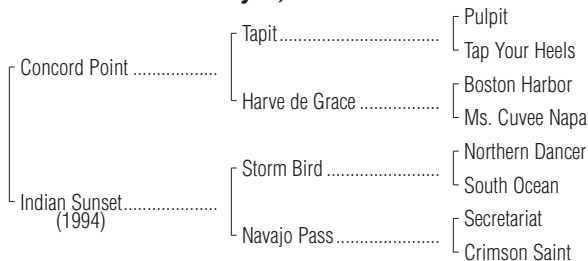 Pulpit
Tapit
Tap Your Heels
Concord Point
Boston Harbor
Harve de Grace
Ms. Cuvee Napa
Northern Dancer
Storm Bird
South Ocean
Indian Sunset
(1994)
Secretariat
Navajo Pass
Crimson Saint